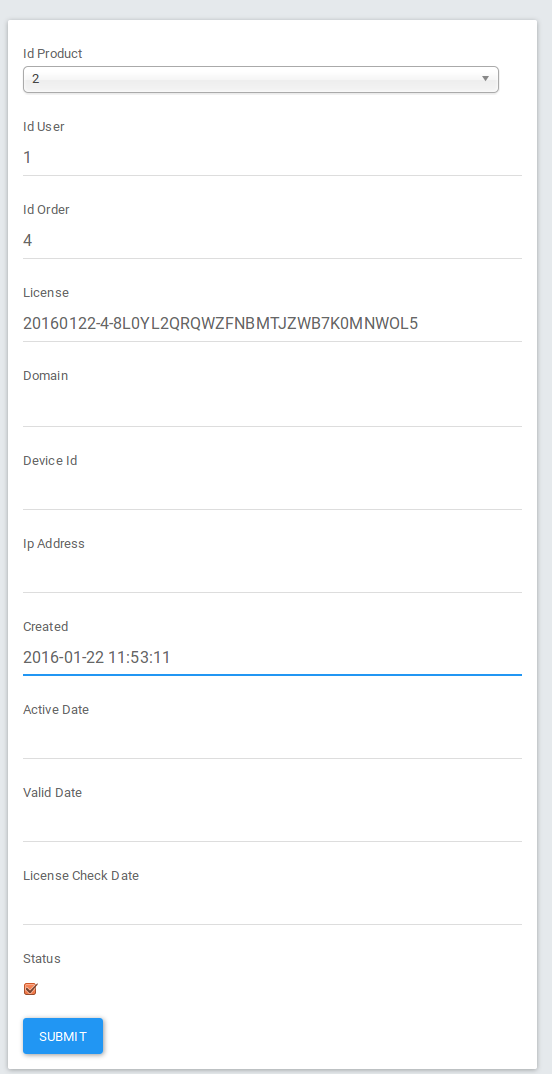 Id Product
2
Id User
1
Id Order
4
License
20160122-4-8L0YL2QRQWZFNBMTJZWB7K0MNWOL5
Domain
Device Id
Ip Address
Created
2016-01-22 11:53:11
Active Date
Valid Date
License Check Date
Status
SUBMIT